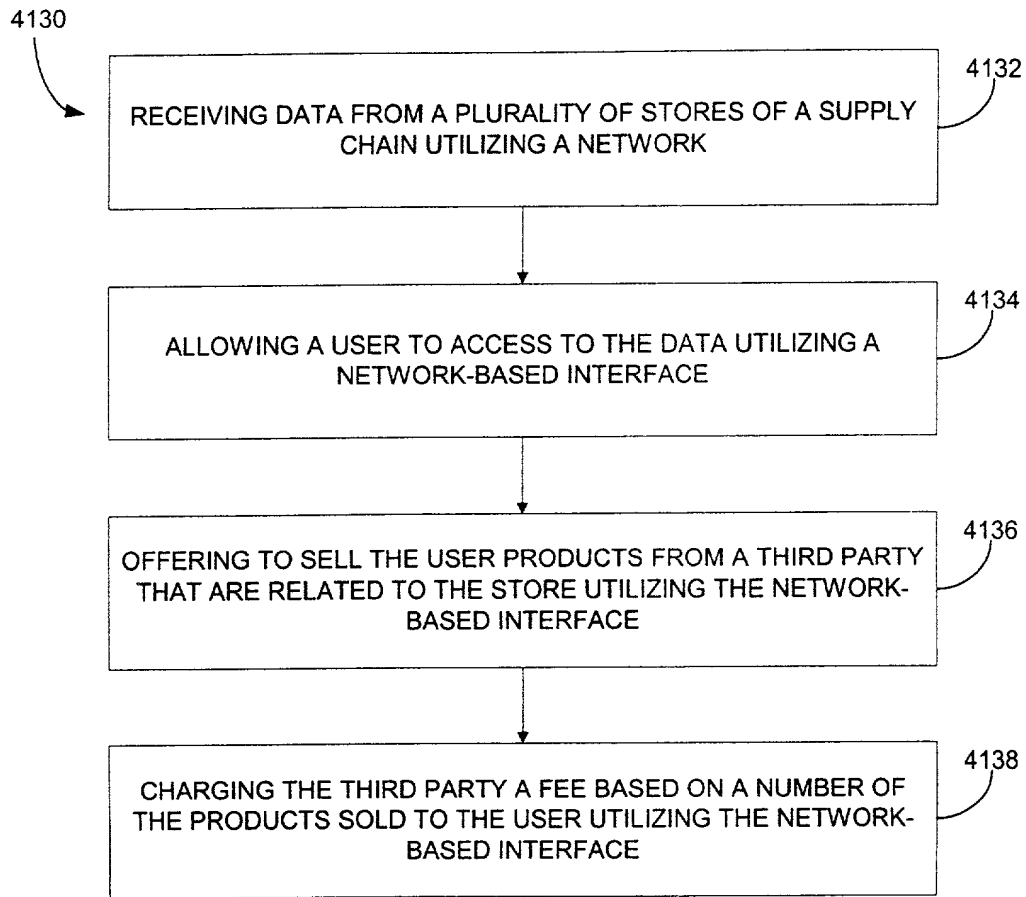 4130
4132
RECEIVING DATA FROM A PLURALITY OF STORES OF A SUPPLY
CHAIN UTILIZING A NETWORK
4134
ALLOWING A USER TO ACCESS TO THE DATA UTILIZING A
NETWORK-BASED INTERFACE
4136
OFFERING TO SELL THE USER PRODUCTS FROM A THIRD PARTY
THAT ARE RELATED TO THE STORE UTILIZING THE NETWORK-
BASED INTERFACE
4138
CHARGING THE THIRD PARTY A FEE BASED ON A NUMBER OF
THE PRODUCTS SOLD TO THE USER UTILIZING THE NETWORK-
BASED INTERFACE